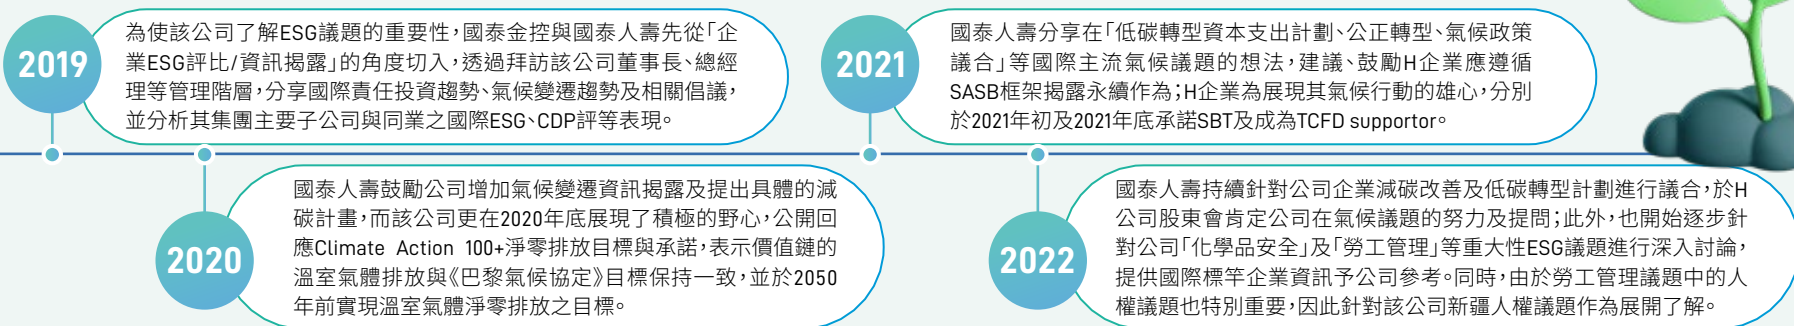 2019
為使該公司了解ESG議題的重要性,國泰金控與國泰人壽先從「企
業ESG評比/資訊揭露」的角度切入,透過拜訪該公司董事長、總經
理等管理階層,分享國際責任投資趨勢、氣候變遷趨勢及相關倡議,
並分析其集團主要子公司與同業之國際ESG、CDP評等表現。
2020
國泰人壽鼓勵公司增加氣候變遷資訊揭露及提出具體的減
碳計畫,而該公司更在2020年底展現了積極的野心,公開回
應Climate Action 100+淨零排放目標與承諾,表示價值鏈的
溫室氣體排放與《巴黎氣候協定》目標保持一致,並於2050
年前實現溫室氣體淨零排放之目標。
2021
國泰人壽分享在「低碳轉型資本支出計劃、公正轉型、氣候政策
議合」等國際主流氣候議題的想法,建議、鼓勵H企業應遵循
SASB框架揭露永續作為;H企業為展現其氣候行動的雄心,分別
於2021年初及2021年底承諾SBT及成為TCFD supportor。
2022
國泰人壽持續針對公司企業減碳改善及低碳轉型計劃進行議合,於H
公司股東會肯定公司在氣候議題的努力及提問;此外,也開始逐步針
對公司「化學品安全」及「勞工管理」等重大性ESG議題進行深入討論,
提供國際標竿企業資訊予公司參考。同時,由於勞工管理議題中的人
權議題也特別重要,因此針對該公司新疆人權議題作為展開了解。